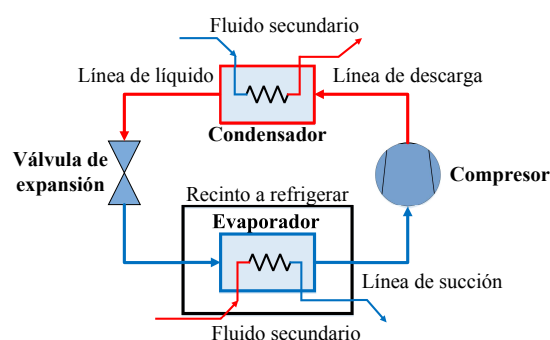 Fluido secundario
Línea de líquido
Línea de descarga
Condensador
Válvula de
expansión
Compresor
Recinto a refrigerar
Evaporador
Línea de succión
Fluido secundario